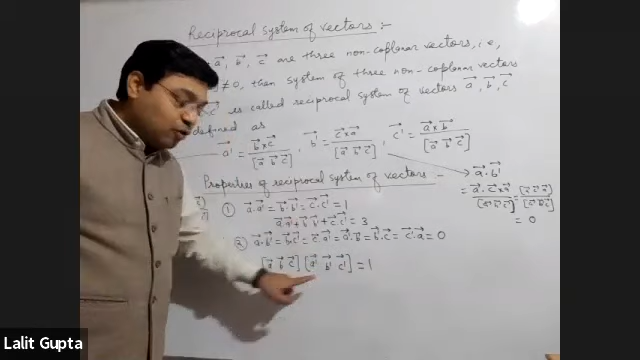 Reciprocal system of vectors :-
a⃗, b⃗, c⃗ are three non-coplanar vectors, i.e,
] ≠ 0, then system of three non-coplanar vectors
c⃗' is called reciprocal system of vectors a⃗, b⃗, c⃗
defined as
a⃗' = b⃗×c⃗/[a⃗ b⃗ c⃗], b⃗' = c⃗×a⃗/[a⃗ b⃗ c⃗], c⃗' = a⃗×b⃗/[a⃗ b⃗ c⃗]
Properties of reciprocal system of vectors :-
① a⃗.a⃗' = b⃗.b⃗' = c⃗.c⃗' = 1
a⃗.a⃗' + b⃗.b⃗' + c⃗.c⃗' = 3
② a⃗.b⃗' = b⃗.c⃗' = c⃗.a⃗' = a⃗'.b⃗ = b⃗'.c⃗ = c⃗'.a⃗ = 0
[a⃗ b⃗ c⃗] [a⃗' b⃗' c⃗'] = 1
a⃗.b⃗'
= a⃗.c⃗×a⃗/[a⃗ b⃗ c⃗] =
= 0
Lalit Gupta